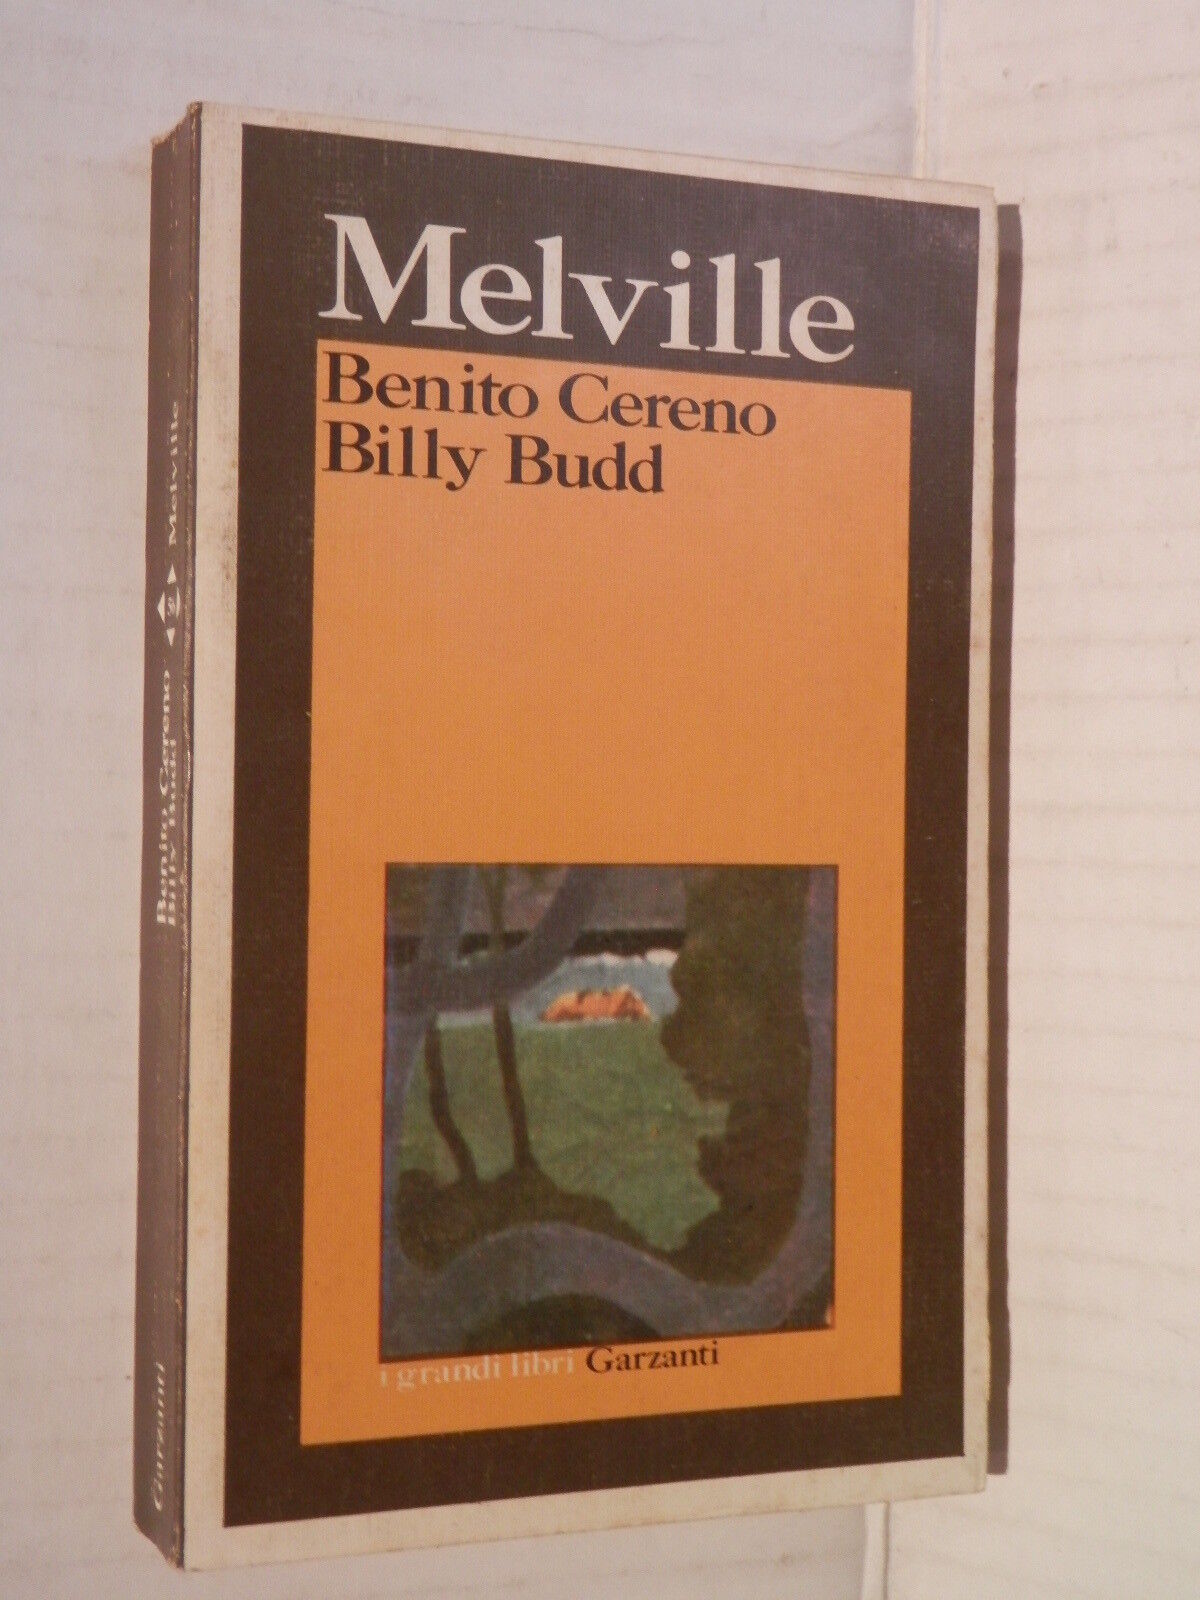 Melville
Benito Cereno
Billy Budd
i grandi libri Garzanti
Melville
Benito Cereno
Billy Budd
Garzanti